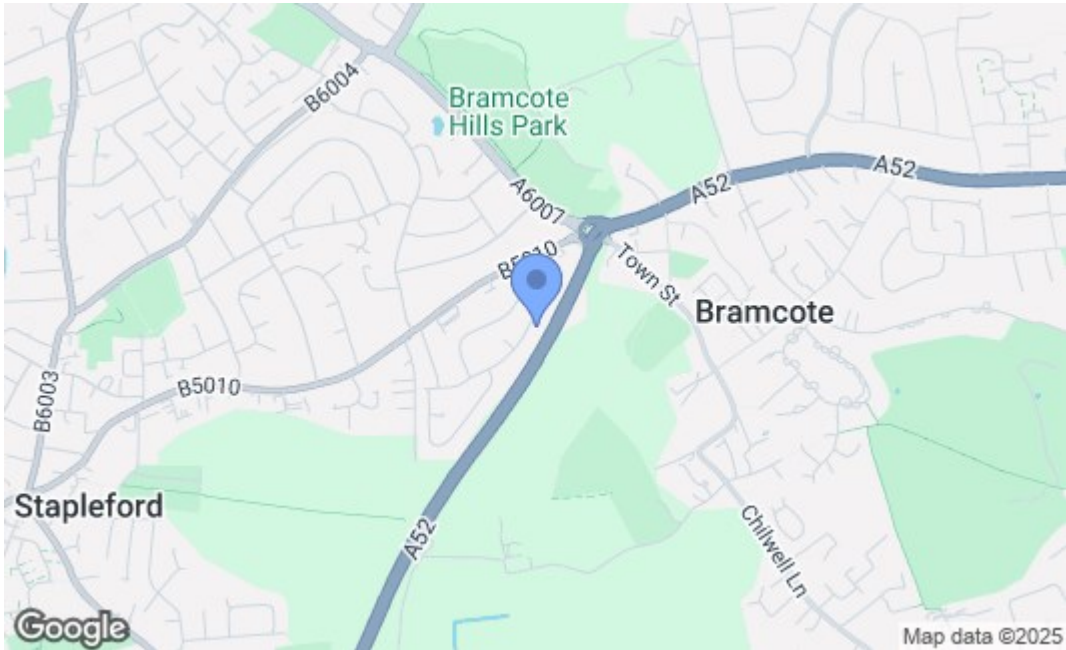 B6004
Bramcote
Hills Park
A6007
A52
A52
B5010
Town St
Bramcote
B5010
B6003
Stapleford
A52
Chilwell Ln
Google
Map data ©2025